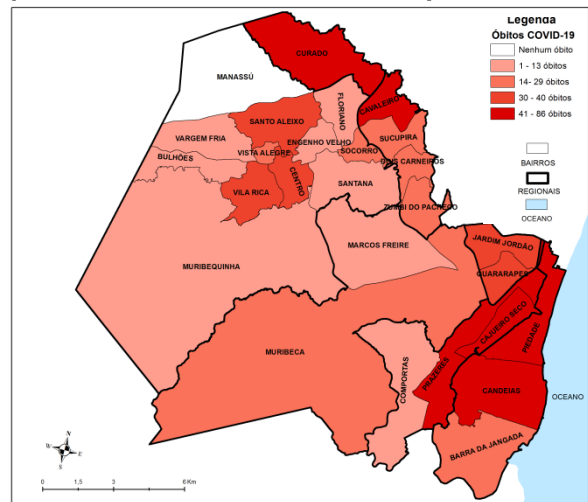 Legenda
Óbitos COVID-19
Nenhum óbito
1 - 13 óbitos
14- 29 óbitos
30 - 40 óbitos
41 - 86 óbitos
BAIRROS
REGIONAIS
OCEANO
CURADO
MANASSÚ
CAVALEIRO
FLORIANO
SANTO ALEIXO
SUCUPIRA
VARGEM FRIA
ENGENHO VELHO
VISTA ALEGRE
SOCORRO
BULHÕES
DOIS CARNEIROS
CENTRO
VILA RICA
SANTANA
ZUMBI DO PACHECO
JARDIM JORDÃO
MARCOS FREIRE
MURIBEQUINHA
GUARARAPES
CAJUEIRO SECO
PIEDADE
MURIBECA
COMPORTAS
PRAZERES
CANDEIAS
OCEANO
BARRA DA JANGADA
N
W
E
S
0
1,5
3
6 Km